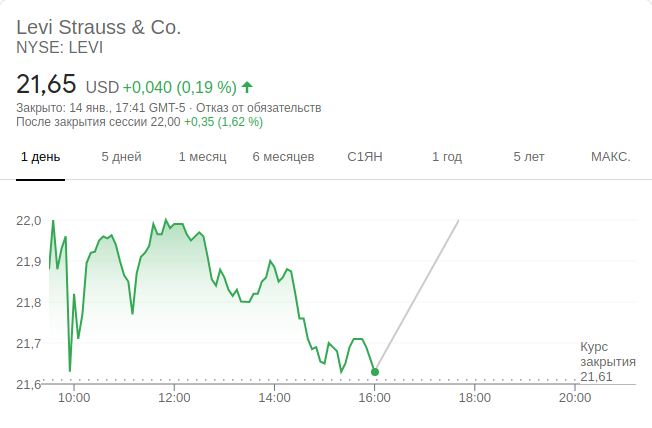 Levi Strauss & Co.
NYSE: LEVI
21,65 USD +0,040 (0,19 %)
Закрыто: 14 янв., 17:41 GMT-5 · Отказ от обязательств
После закрытия сессии 22,00 +0,35 (1,62 %)
1 день 5 дней 1 месяц 6 месяцев С1ЯН 1 год 5 лет МАКС.
22,0
21,9
21,8
21,7
Курс
закрытия
21,61
21,6
10:00 12:00 14:00 16:00 18:00 20:00